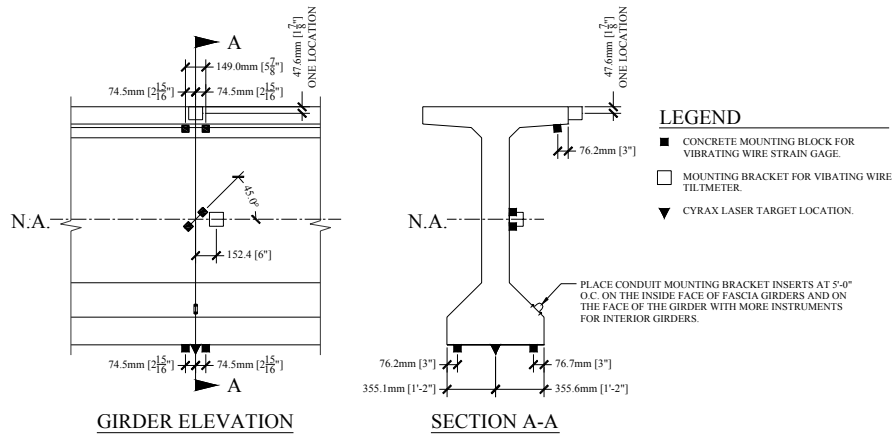 A
149.0mm [5 7/8"]
74.5mm [2 15/16"]
74.5mm [2 15/16"]
47.6mm [1 7/8"]
ONE LOCATION
N.A.
45.0°
152.4 [6"]
74.5mm [2 15/16"]
74.5mm [2 15/16"]
A
GIRDER ELEVATION
47.6mm [1 7/8"]
ONE LOCATION
76.2mm [3"]
N.A.
PLACE CONDUIT MOUNTING BRACKET INSERTS AT 5'-0"
O.C. ON THE INSIDE FACE OF FASCIA GIRDERS AND ON
THE FACE OF THE GIRDER WITH MORE INSTRUMENTS
FOR INTERIOR GIRDERS.
76.2mm [3"]
76.7mm [3"]
355.1mm [1'-2"]
355.6mm [1'-2"]
SECTION A-A
LEGEND
CONCRETE MOUNTING BLOCK FOR
VIBRATING WIRE STRAIN GAGE.
MOUNTING BRACKET FOR VIBATING WIRE
TILTMETER.
CYRAX LASER TARGET LOCATION.